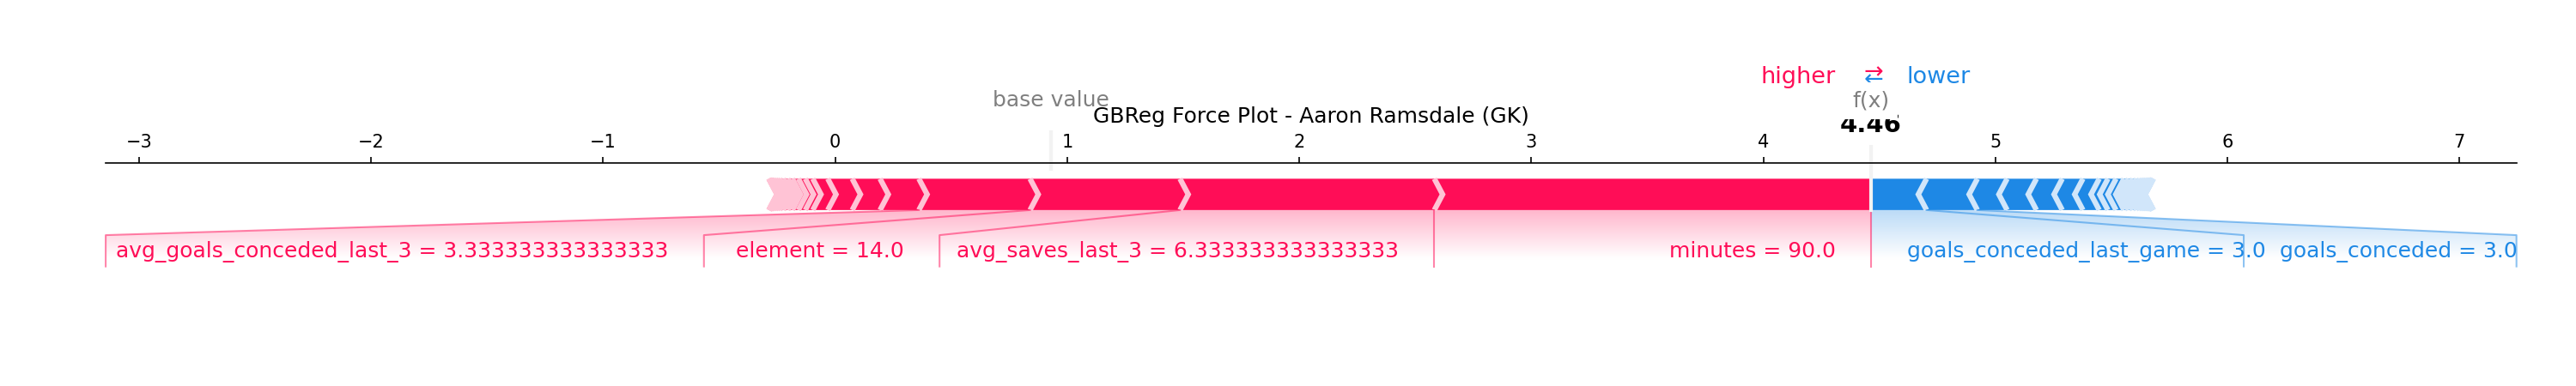 higher ⇄ lower
base value
f(x)
GBReg Force Plot - Aaron Ramsdale (GK)
4.46
−3 −2 −1 0 1 2 3 4 5 6 7
avg_goals_conceded_last_3 = 3.333333333333333 element = 14.0 avg_saves_last_3 = 6.333333333333333 minutes = 90.0 goals_conceded_last_game = 3.0 goals_conceded = 3.0